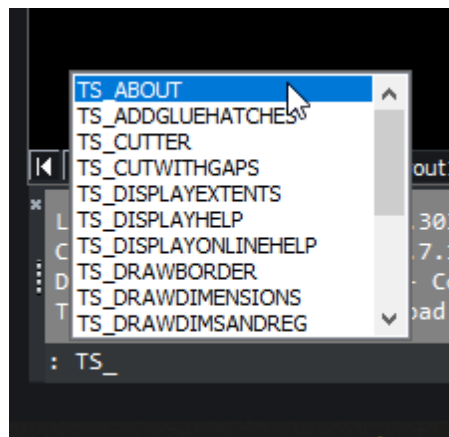 TS_ABOUT
TS_ADDGLUEHATCHES
TS_CUTTER
TS_CUTWITHGAPS
TS_DISPLAYEXTENTS
TS_DISPLAYHELP
TS_DISPLAYONLINEHELP
TS_DRAWBORDER
TS_DRAWDIMENSIONS
TS_DRAWDIMSANDREG
: TS_